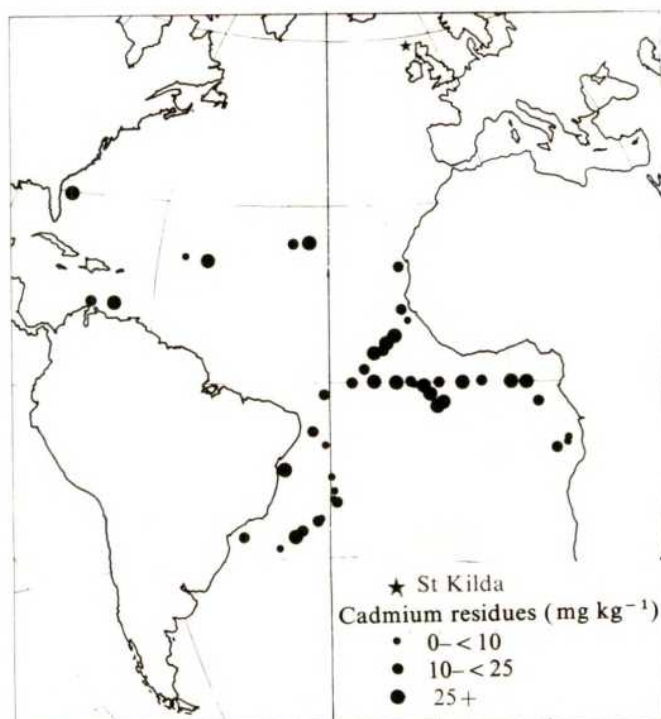 ★ St Kilda
Cadmium residues (mg kg⁻¹)
• 0–<10
● 10–<25
● 25+